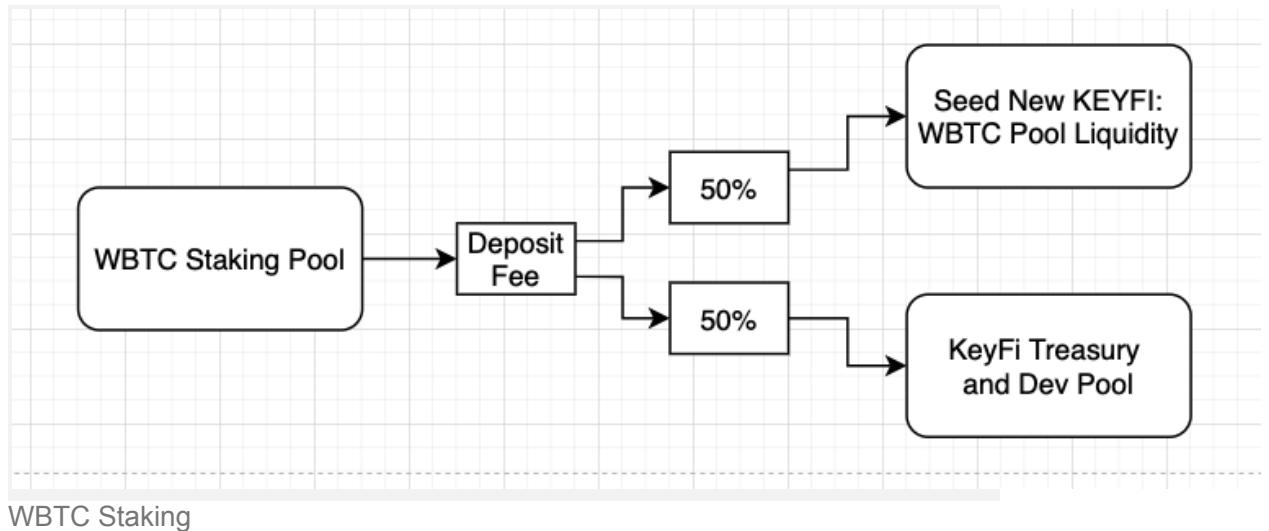 WBTC Staking Pool
Deposit
Fee
50%
50%
Seed New KEYFI:
WBTC Pool Liquidity
KeyFi Treasury
and Dev Pool
WBTC Staking